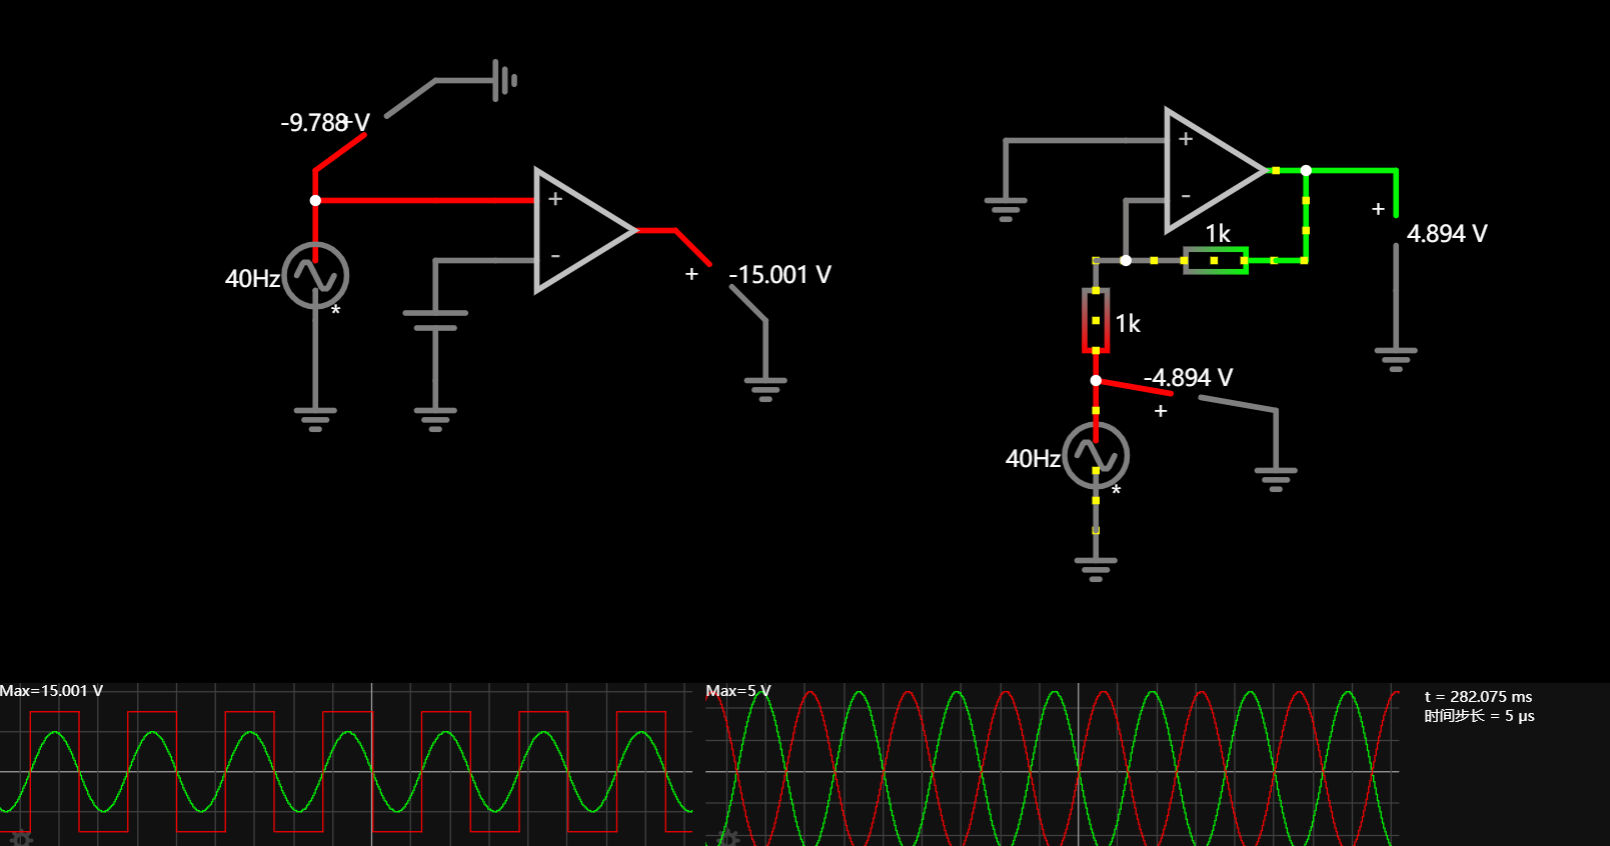 -9.788 V
+
+
-
40Hz
*
+
-15.001 V
+
-
1k
+
4.894 V
1k
-4.894 V
+
40Hz
*
Max=15.001 V
Max=5 V
t = 282.075 ms
时间步长 = 5 µs